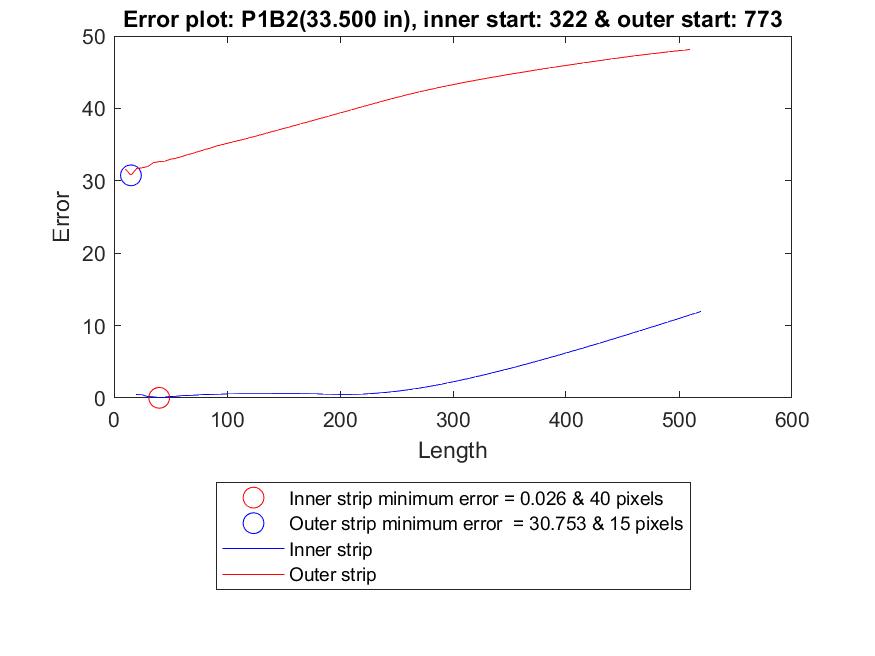 Error plot: P1B2(33.500 in), inner start: 322 & outer start: 773
50
40
30
20
10
0
Error
0 100 200 300 400 500 600
Length
Inner strip minimum error = 0.026 & 40 pixels
Outer strip minimum error  = 30.753 & 15 pixels
Inner strip
Outer strip